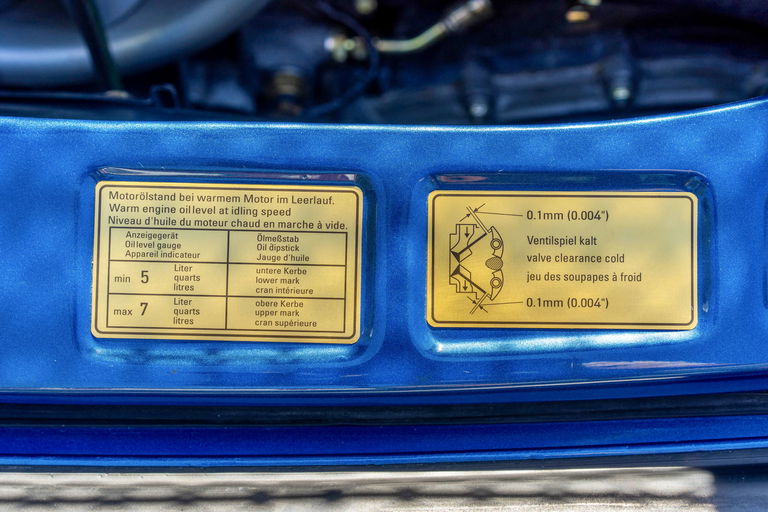 Motorölstand bei warmem Motor im Leerlauf.
Warm engine oil level at idling speed
Niveau d'huile du moteur chaud en marche à vide.
Anzeigegerät
Oil level gauge
Appareil indicateur
Ölmeßstab
Oil dipstick
Jauge d'huile
min 5
Liter
quarts
litres
untere Kerbe
lower mark
cran intérieure
max 7
Liter
quarts
litres
obere Kerbe
upper mark
cran supérieure
0.1mm (0.004")
Ventilspiel kalt
valve clearance cold
jeu des soupapes à froid
0.1mm (0.004")